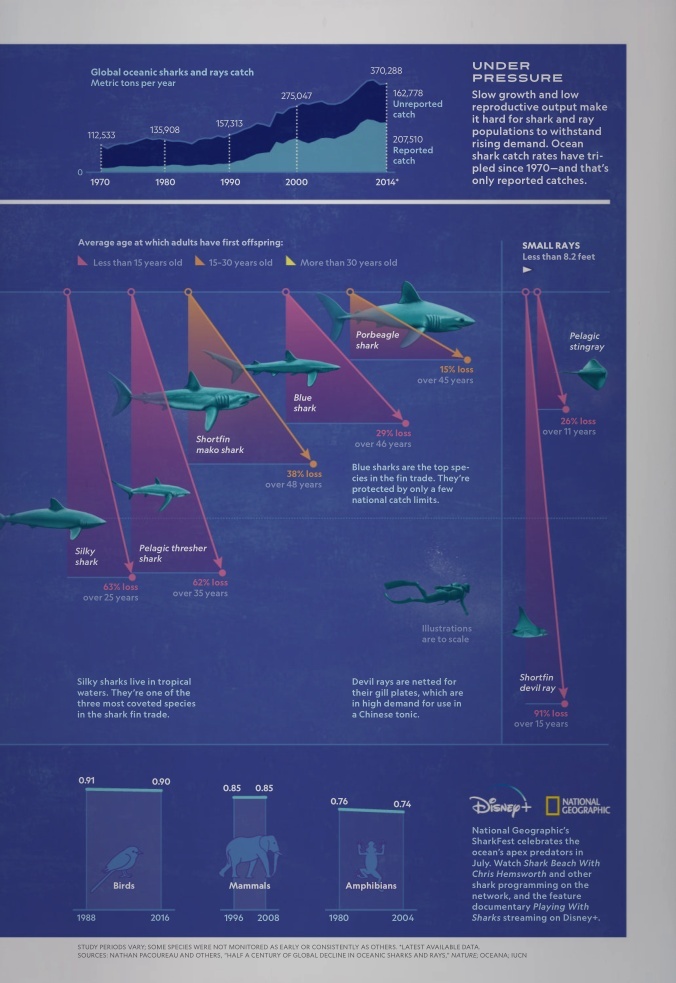 Global oceanic sharks and rays catch
Metric tons per year
112,533
135,908
157,313
275,047
370,288
162,778
Unreported
catch
207,510
Reported
catch
0
1970
1980
1990
2000
2014*
UNDER
PRESSURE
Slow growth and low
reproductive output make
it hard for shark and ray
populations to withstand
rising demand. Ocean
shark catch rates have tri-
pled since 1970—and that's
only reported catches.
Average age at which adults have first offspring:
Less than 15 years old
15-30 years old
More than 30 years old
SMALL RAYS
Less than 8.2 feet
Porbeagle
shark
15% loss
over 45 years
Pelagic
stingray
26% loss
over 11 years
Blue
shark
29% loss
over 46 years
Shortfin
mako shark
38% loss
over 48 years
Blue sharks are the top spe-
cies in the fin trade. They're
protected by only a few
national catch limits.
Silky
shark
63% loss
over 25 years
Pelagic thresher
shark
62% loss
over 35 years
Illustrations
are to scale
Shortfin
devil ray
91% loss
over 15 years
Silky sharks live in tropical
waters. They're one of the
three most coveted species
in the shark fin trade.
Devil rays are netted for
their gill plates, which are
in high demand for use in
a Chinese tonic.
0.91
0.90
Birds
1988
2016
0.85
0.85
Mammals
1996
2008
0.76
0.74
Amphibians
1980
2004
Disney+
NATIONAL
GEOGRAPHIC
National Geographic's
SharkFest celebrates the
ocean's apex predators in
July. Watch Shark Beach With
Chris Hemsworth and other
shark programming on the
network, and the feature
documentary Playing With
Sharks streaming on Disney+.
STUDY PERIODS VARY; SOME SPECIES WERE NOT MONITORED AS EARLY OR CONSISTENTLY AS OTHERS. *LATEST AVAILABLE DATA.
SOURCES: NATHAN PACOUREAU AND OTHERS, "HALF A CENTURY OF GLOBAL DECLINE IN OCEANIC SHARKS AND RAYS," NATURE; OCEANA; IUCN